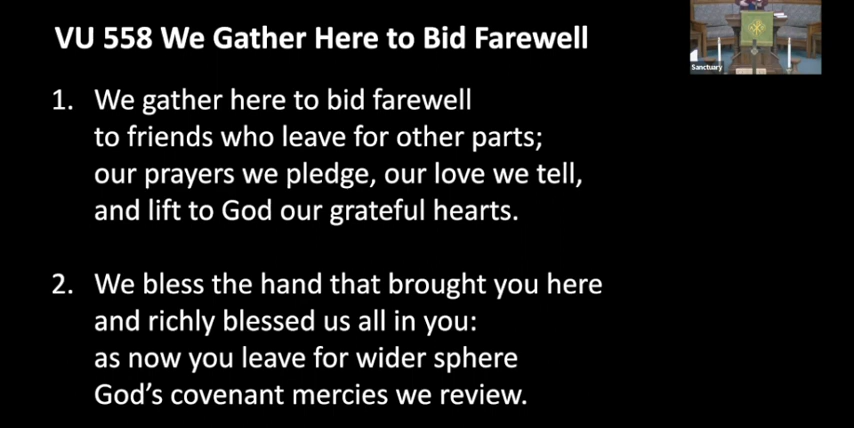 VU 558 We Gather Here to Bid Farewell
Sanctuary
1. We gather here to bid farewell
to friends who leave for other parts;
our prayers we pledge, our love we tell,
and lift to God our grateful hearts.
2. We bless the hand that brought you here
and richly blessed us all in you:
as now you leave for wider sphere
God’s covenant mercies we review.